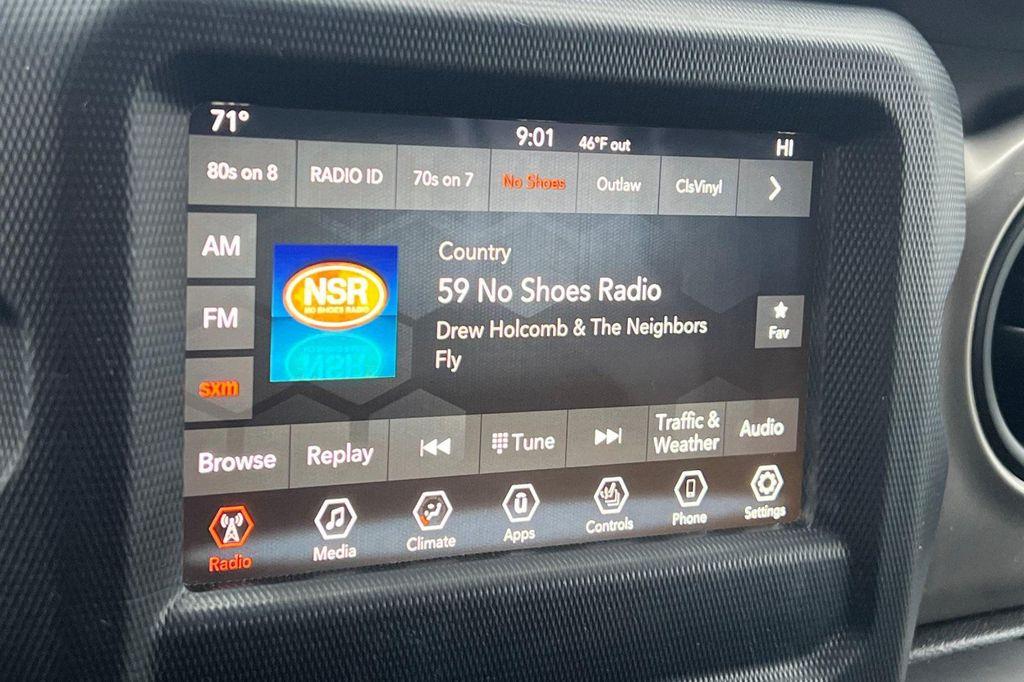 71°
9:01
46°F out
HI
80s on 8
RADIO ID
70s on 7
No Shoes
Outlaw
ClsVinyl
AM
FM
sxm
NSR
NO SHOES RADIO
Country
59 No Shoes Radio
Drew Holcomb & The Neighbors
Fly
Fav
Browse
Replay
Tune
Traffic &
Weather
Audio
Radio
Media
Climate
Apps
Controls
Phone
Settings